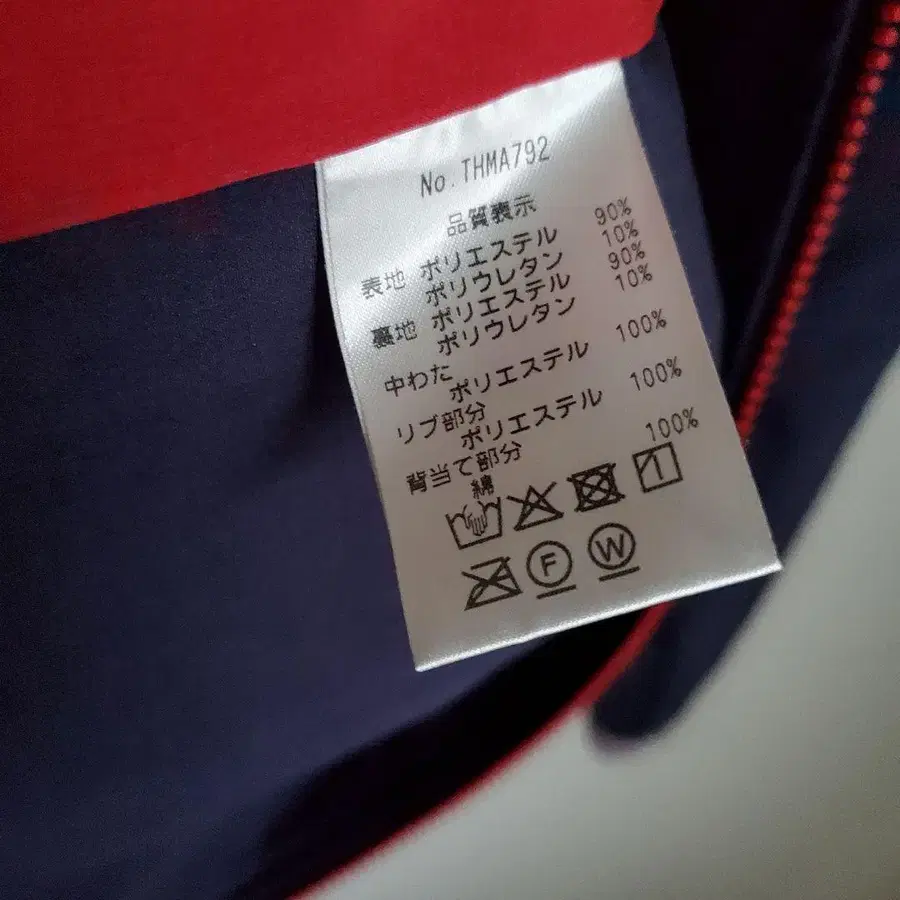 No.THMA792
品質表示
表地 ポリエステル 90%
ポリウレタン 10%
裏地 ポリエステル 90%
ポリウレタン 10%
中わた
ポリエステル 100%
リブ部分
ポリエステル 100%
背当て部分
綿 100%
F W